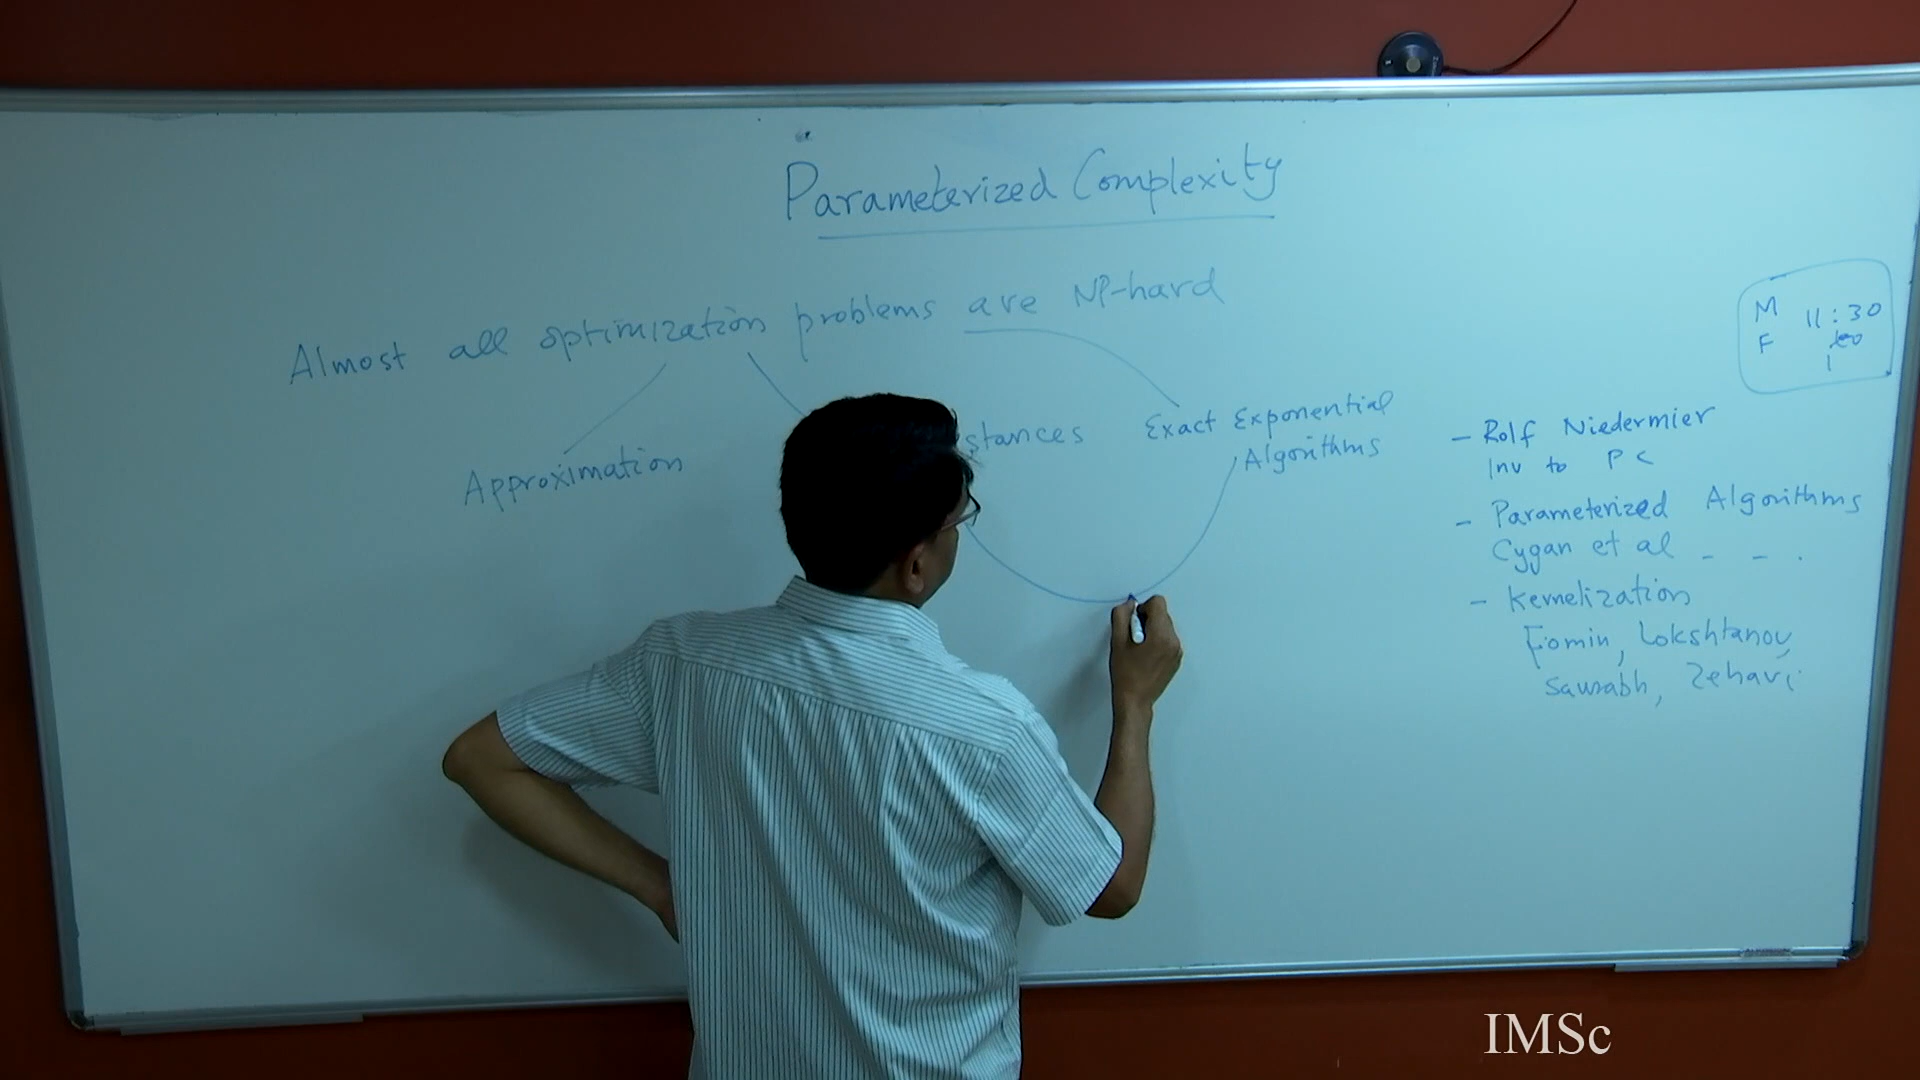 Parameterized Complexity
Almost all optimization problems are NP-hard
Approximation
stances
Exact Exponential
Algorithms
M 11:30
F
1
- Rolf Niedermier
Inv to PC
- Parameterized Algorithms
Cygan et al - - .
- Kernelization
Fomin, Lokshtanov,
Saurabh, Zehavi
IMSc